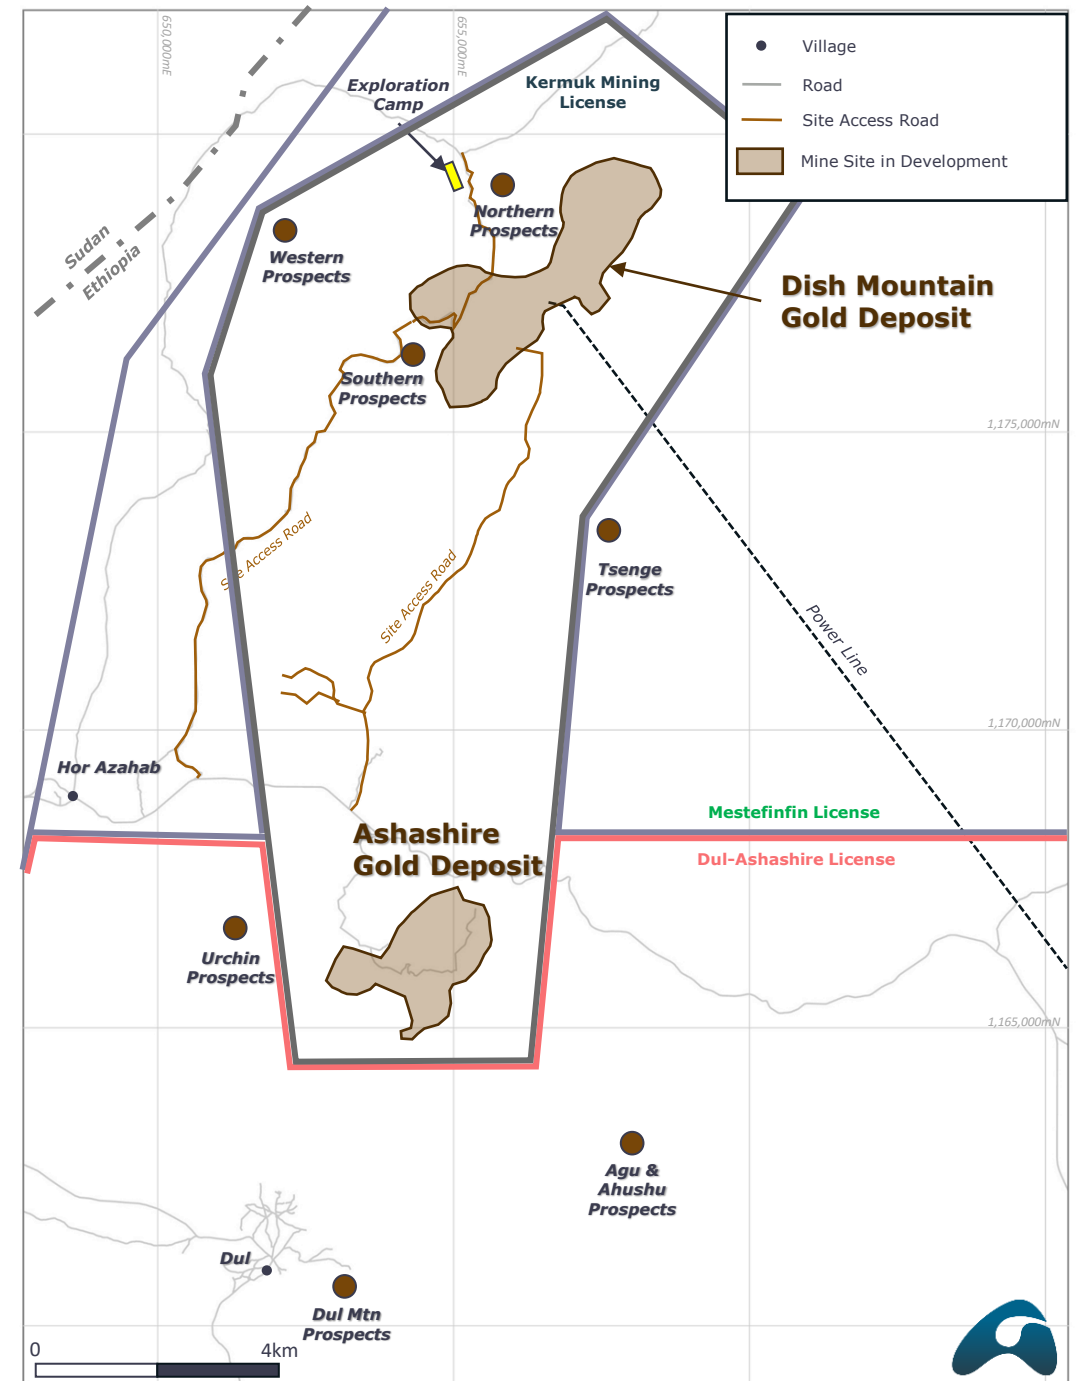 650,000mE
655,000mE
Exploration
Camp
Kermuk Mining
License
Village
Road
Site Access Road
Mine Site in Development
Sudan
Ethiopia
Northern
Prospects
Western
Prospects
Dish Mountain
Gold Deposit
Southern
Prospects
1,175,000mN
Site Access Road
Site Access Road
Tsenge
Prospects
Power Line
1,170,000mN
Hor Azahab
Mestefinfin License
Dul-Ashashire License
Ashashire
Gold Deposit
Urchin
Prospects
1,165,000mN
Agu &
Ahushu
Prospects
Dul
Dul Mtn
Prospects
0
4km